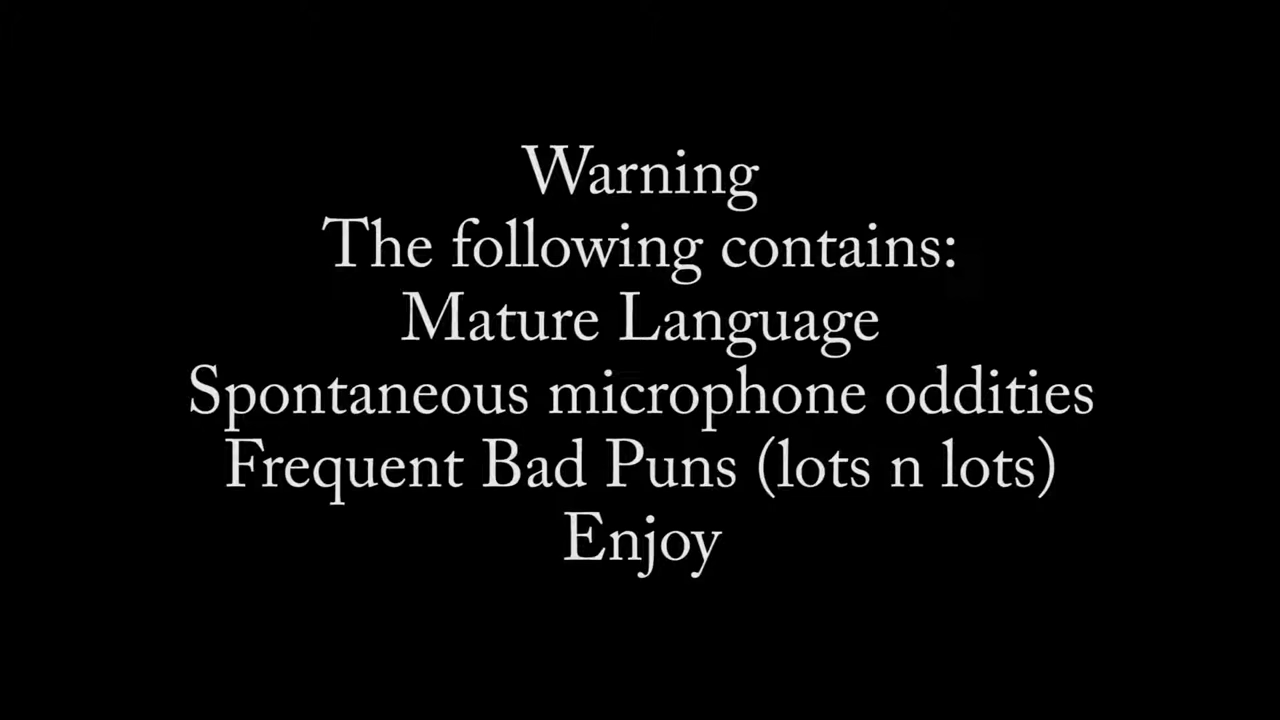 Warning
The following contains:
Mature Language
Spontaneous microphone oddities
Frequent Bad Puns (lots n lots)
Enjoy